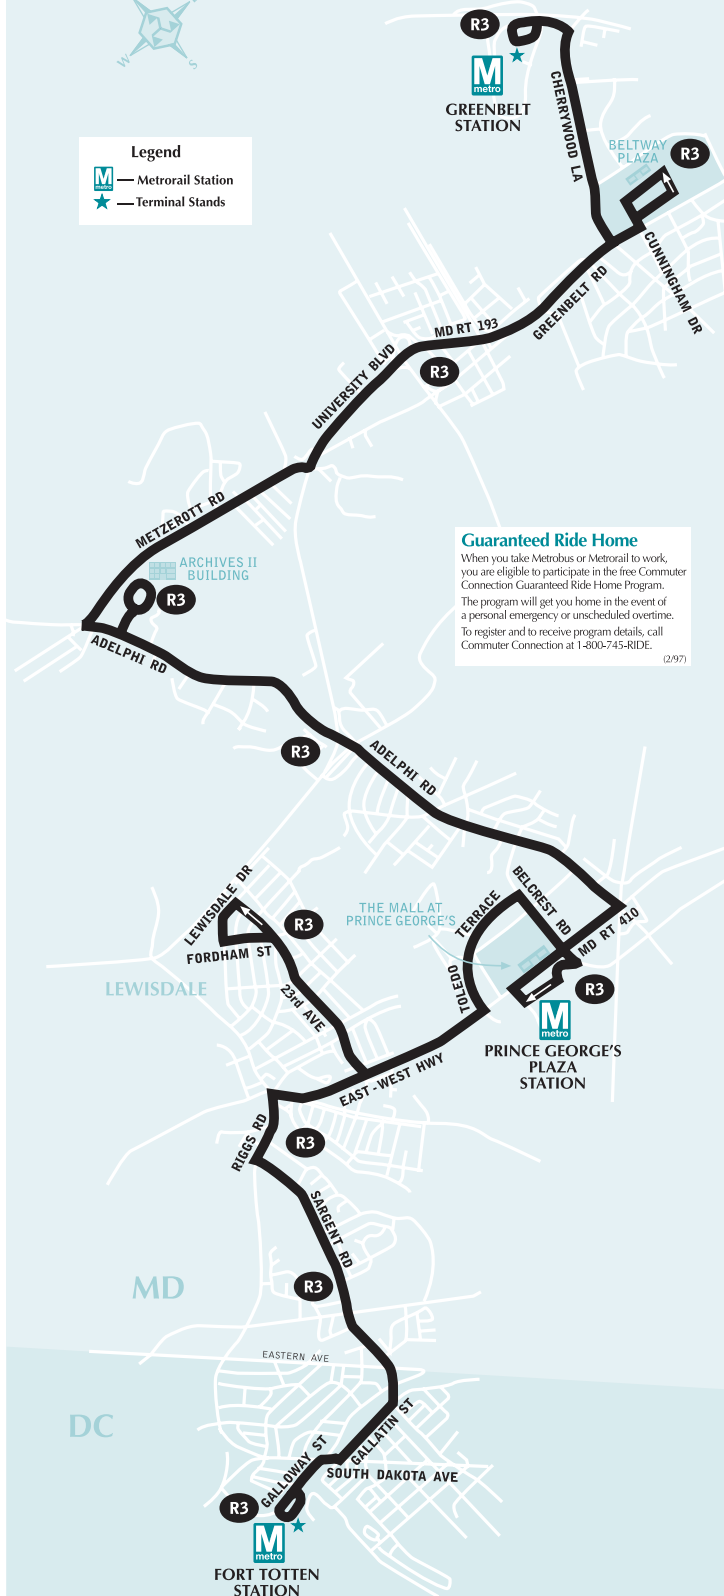 W
S
R3
M
metro
GREENBELT
STATION
CHERRYWOOD LA
BELTWAY
PLAZA
R3
Legend
M
metro
Metrorail Station
Terminal Stands
CUNNINGHAM DR
GREENBELT RD
MD RT 193
UNIVERSITY BLVD
R3
METZEROTT RD
Guaranteed Ride Home
When you take Metrobus or Metrorail to work,
you are eligible to participate in the free Commuter
Connection Guaranteed Ride Home Program.
The program will get you home in the event of
a personal emergency or unscheduled overtime.
To register and to receive program details, call
Commuter Connection at 1-800-745-RIDE.
(2/97)
ARCHIVES II
BUILDING
R3
ADELPHI RD
R3
ADELPHI RD
LEWISDALE DR
R3
FORDHAM ST
23rd AVE
LEWISDALE
THE MALL AT
PRINCE GEORGE'S
TERRACE
TOLEDO
BELCREST RD
MD RT 410
R3
M
metro
PRINCE GEORGE'S
PLAZA
STATION
EAST-WEST HWY
RIGGS RD
R3
SARGENT RD
R3
MD
EASTERN AVE
DC
GALLATIN ST
GALLOWAY ST
SOUTH DAKOTA AVE
R3
M
metro
FORT TOTTEN
STATION